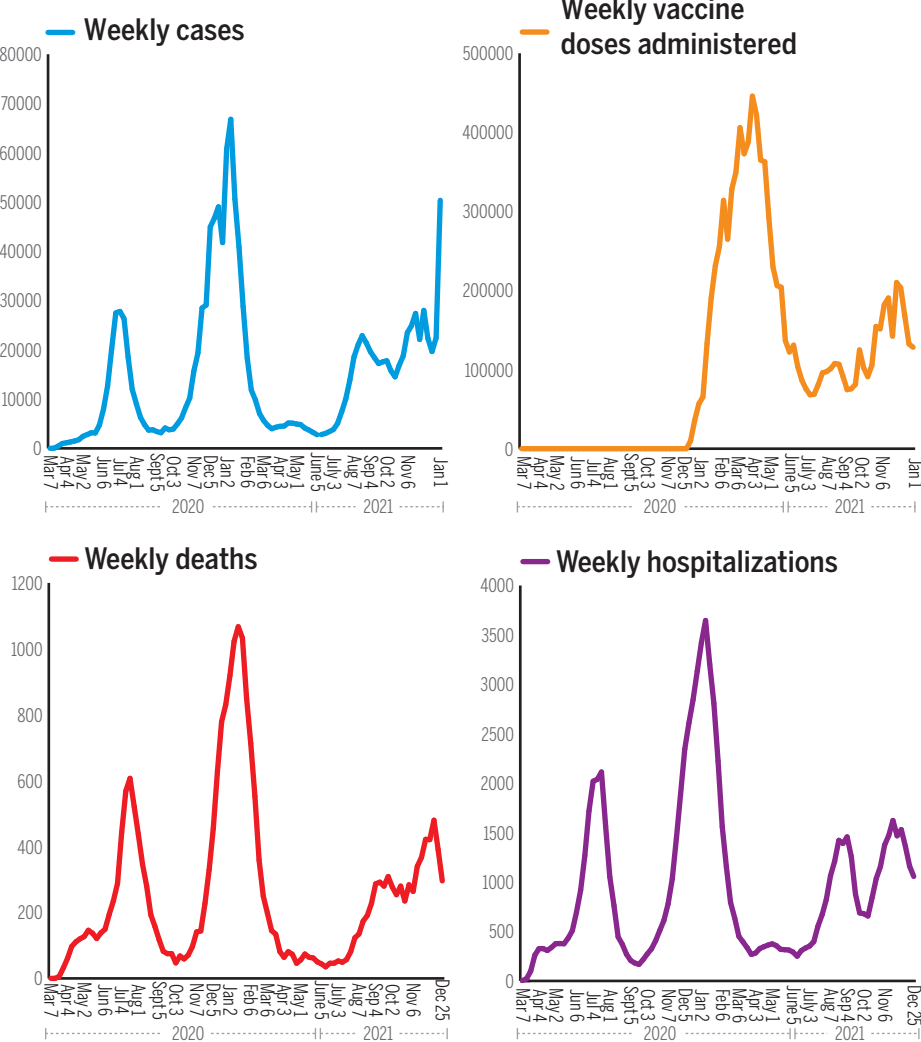 Weekly cases
80000
70000
60000
50000
40000
30000
20000
10000
0
Mar 7
Apr 4
May 2
Jun 6
Jul 4
Aug 1
Sept 5
Oct 3
Nov 7
Dec 5
Jan 2
Feb 6
Mar 6
Apr 3
May 1
June 5
July 3
Aug 7
Sep 4
Oct 2
Nov 6
Jan 1
2020
2021
Weekly vaccine
doses administered
500000
400000
300000
200000
100000
0
Mar 7
Apr 4
May 2
Jun 6
Jul 4
Aug 1
Sept 5
Oct 3
Nov 7
Dec 5
Jan 2
Feb 6
Mar 6
Apr 3
May 1
June 5
July 3
Aug 7
Sep 4
Oct 2
Nov 6
Jan 1
2020
2021
Weekly deaths
1200
1000
800
600
400
200
0
Mar 7
Apr 4
May 2
Jun 6
Jul 4
Aug 1
Sept 5
Oct 3
Nov 7
Dec 5
Jan 2
Feb 6
Mar 6
Apr 3
May 1
June 5
July 3
Aug 7
Sep 4
Oct 2
Nov 6
Dec 25
2020
2021
Weekly hospitalizations
4000
3500
3000
2500
2000
1500
1000
500
0
Mar 7
Apr 4
May 2
Jun 6
Jul 4
Aug 1
Sept 5
Oct 3
Nov 7
Dec 5
Jan 2
Feb 6
Mar 6
Apr 3
May 1
June 5
July 3
Aug 7
Sep 4
Oct 2
Nov 6
Dec 25
2020
2021